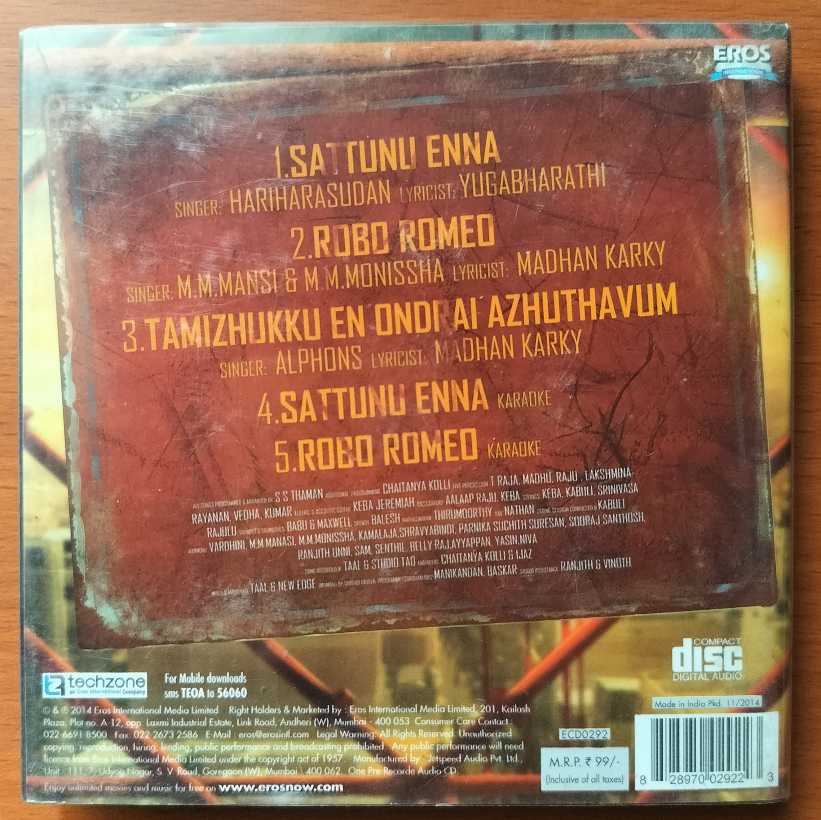 EROS
INTERNATIONAL
1.SATTUNU ENNA
SINGER: HARIHARASUDAN LYRICIST: YUGABHARATHI
2.ROBO ROMEO
SINGER: M.M.MANSI & M.M.MONISSHA LYRICIST: MADHAN KARKY
3.TAMIZHUKKU EN ONDRAI AZHUTHAVUM
SINGER: ALPHONS LYRICIST: MADHAN KARKY
4.SATTUNU ENNA KARAOKE
5.ROBO ROMEO KARAOKE
S S THAMAN CHAITANYA KOLLI T RAJA, MADHU, RAJU, LAKSHMINA-
RAYANAN, VEDHA, KUMAR KEBA JEREMIAH AALAAP RAJU, KEBA KEBA, KABULI, SRINIVASA
RAJULU BABU & MAXWELL BALESH THIRUMOORTHY NATHAN KABULI
VARDHINI, M.M MANASI, M.M.MONISSHA, KAMALAJA, SHRAVYABINDI, PARNIKA SUCHITH SURESAN, SOORAJ SANTHOSH,
RANJITH UNNI, SAM, SENTHIL, BELLY RAJ, AYYAPPAN, YASIN, NIVA
TAAL & STUDIO TAO CHAITANYA KOLLI & IJAZ
TAAL & NEW EDGE MANIKANDAN, BASKAR RANJITH & VINOTH
techzone
an Eros International Company
For Mobile downloads
sms TEOA to 56060
COMPACT
disc
DIGITAL AUDIO
© & ℗ 2014 Eros International Media Limited Right Holders & Marketed by : Eros International Media Limited, 201, Kailash
Plaza, Plot no. A-12, opp Laxmi Industrial Estate, Link Road, Andheri (W), Mumbai - 400 053 Consumer Care Contact :
022 6691 8500 Fax: 022 2673 2586 E-Mail : eros@erosintl.com Legal Warning: All Rights Reserved. Unauthorized
copying, reproduction, hiring, lending, public performance and broadcasting prohibited. Any public performance will need
licence from Eros International Media Limited under the copyright act of 1957. Manufactured by : Jetspeed Audio Pvt. Ltd.,
Unit : 111-2, Udyog Nagar, S. V. Road, Goregaon (W), Mumbai : 400 062. One Pre Recorde Audio CD.
Enjoy unlimited movies and music for free on www.erosnow.com
ECD0292
M.R.P. ₹ 99/-
(Inclusive of all taxes)
Made in India Pkd. 11/2014
8 28970 02922 3